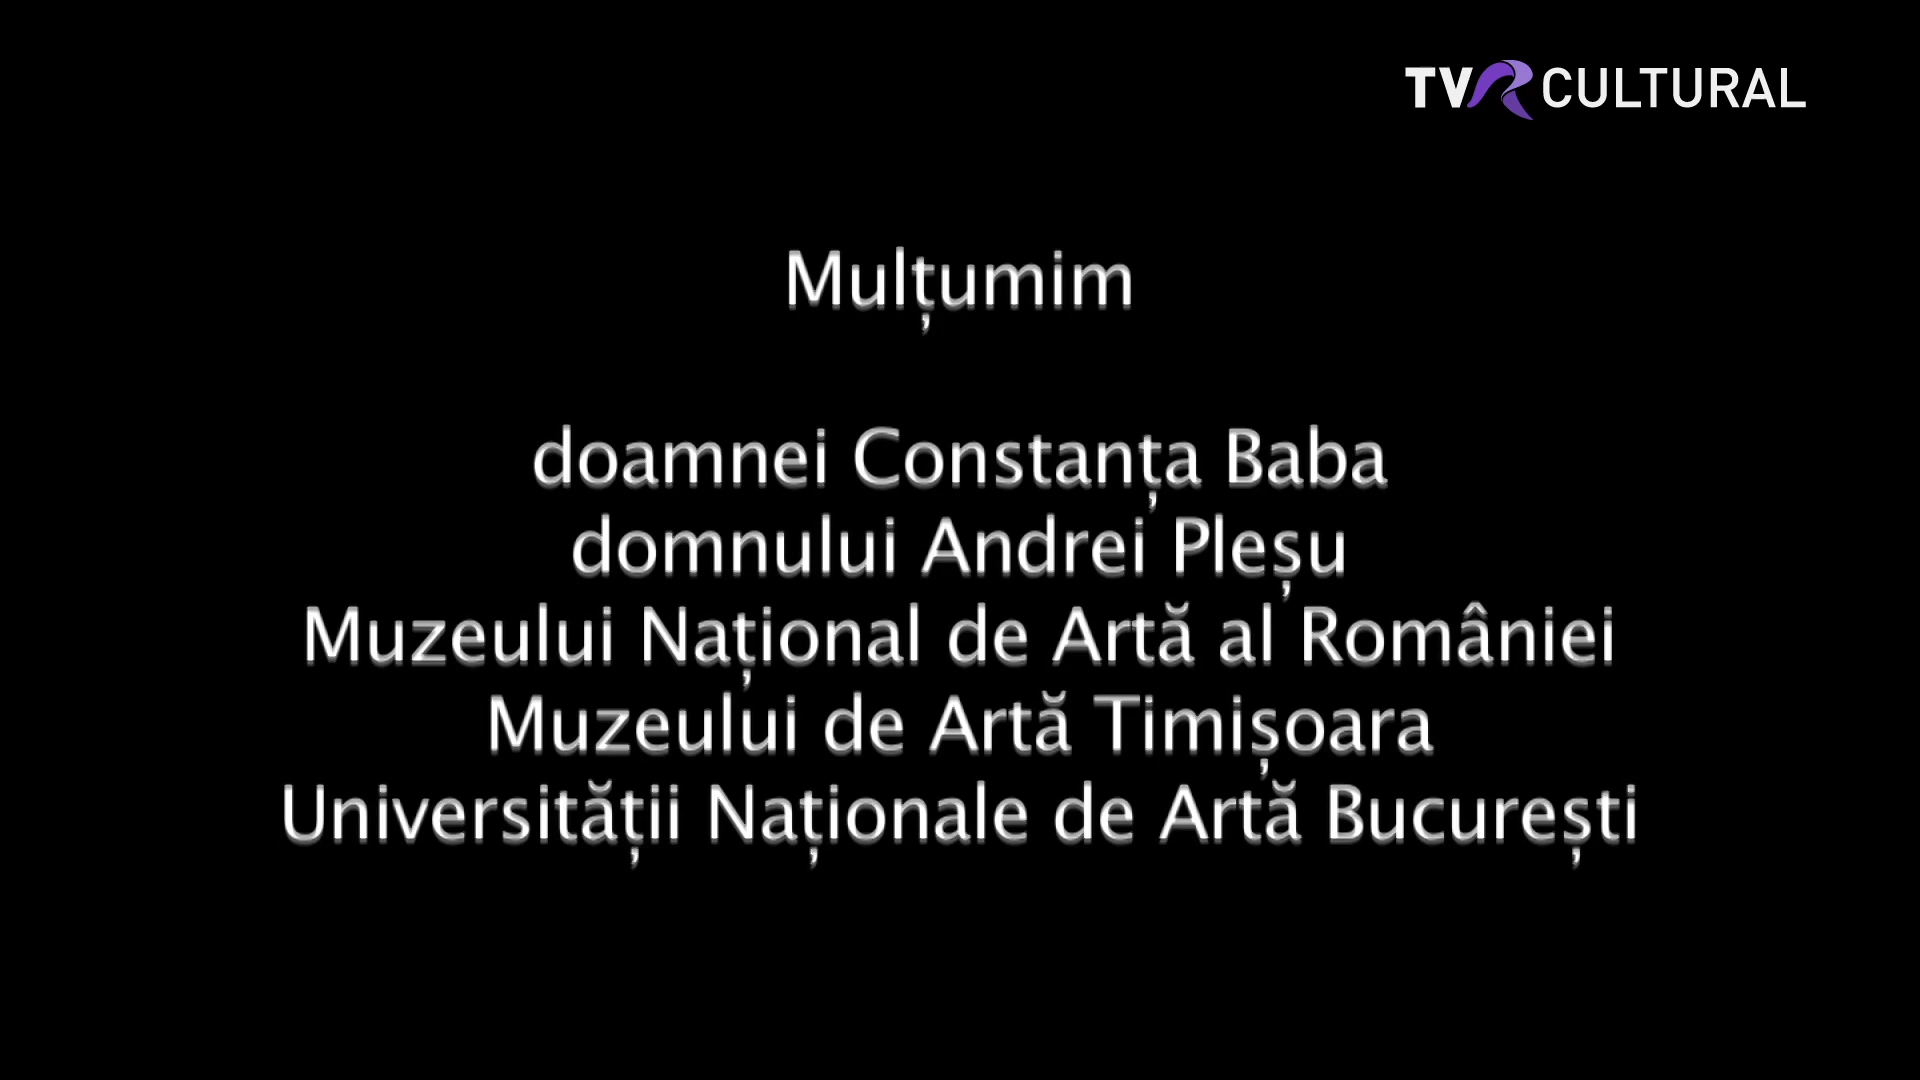 TVR CULTURAL
Mulțumim
doamnei Constanța Baba
domnului Andrei Pleșu
Muzeului Național de Artă al României
Muzeului de Artă Timișoara
Universității Naționale de Artă București